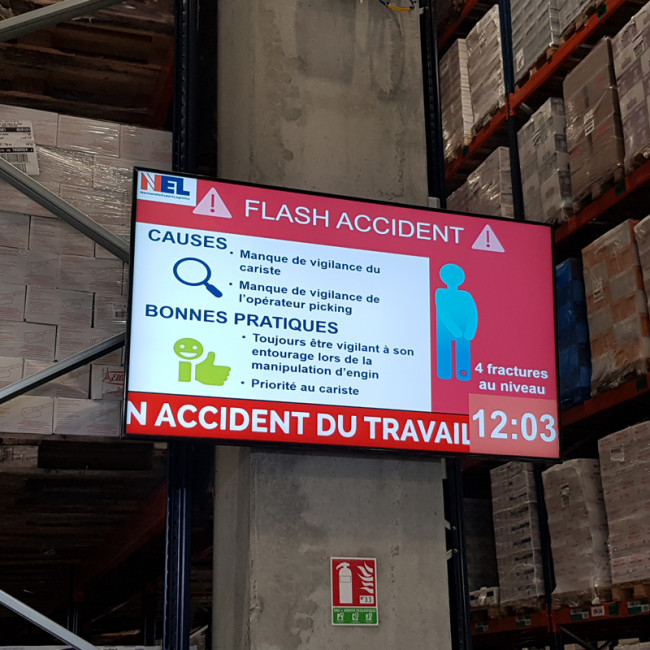 NEL
FLASH ACCIDENT
CAUSES
• Manque de vigilance du
cariste
• Manque de vigilance de
l'opérateur picking
BONNES PRATIQUES
• Toujours être vigilant à son
entourage lors de la
manipulation d'engin
• Priorité au cariste
4 fractures
au niveau
N ACCIDENT DU TRAVAIL
12:03